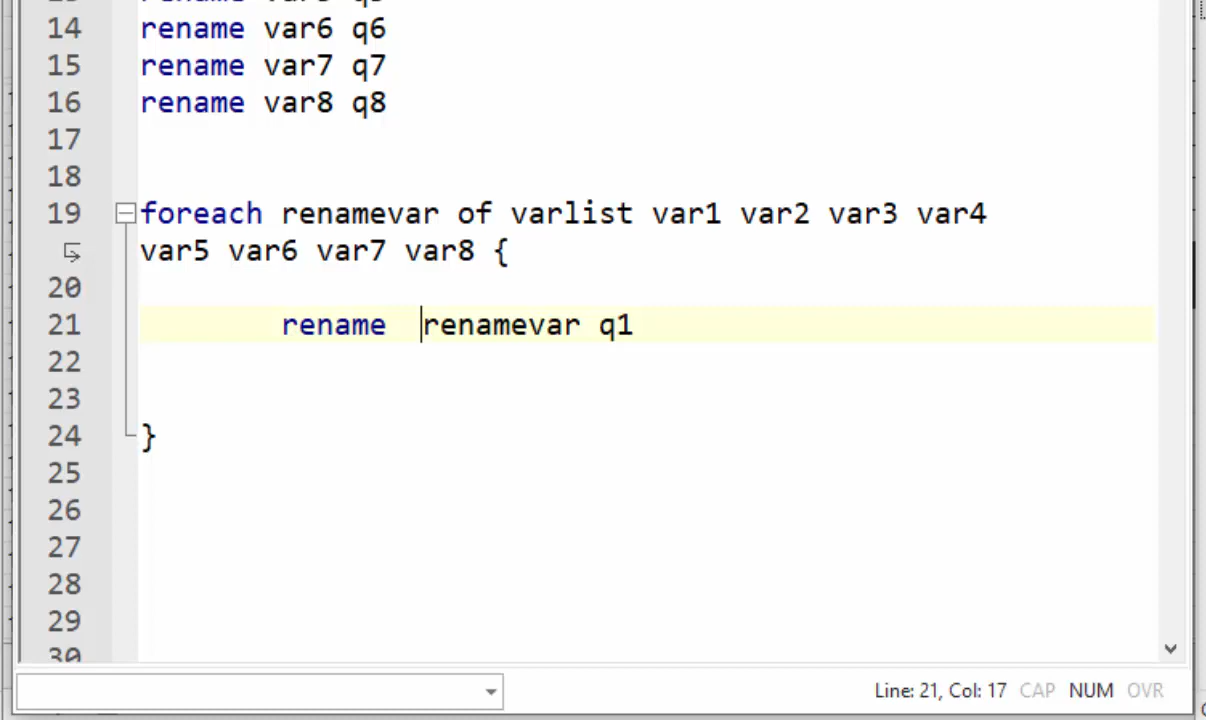 14 rename var6 q6
15 rename var7 q7
16 rename var8 q8
17
18
19 foreach renamevar of varlist var1 var2 var3 var4
var5 var6 var7 var8 {
20
21 rename  renamevar q1
22
23
24 }
25
26
27
28
29
30
Line: 21, Col: 17 CAP NUM OVR